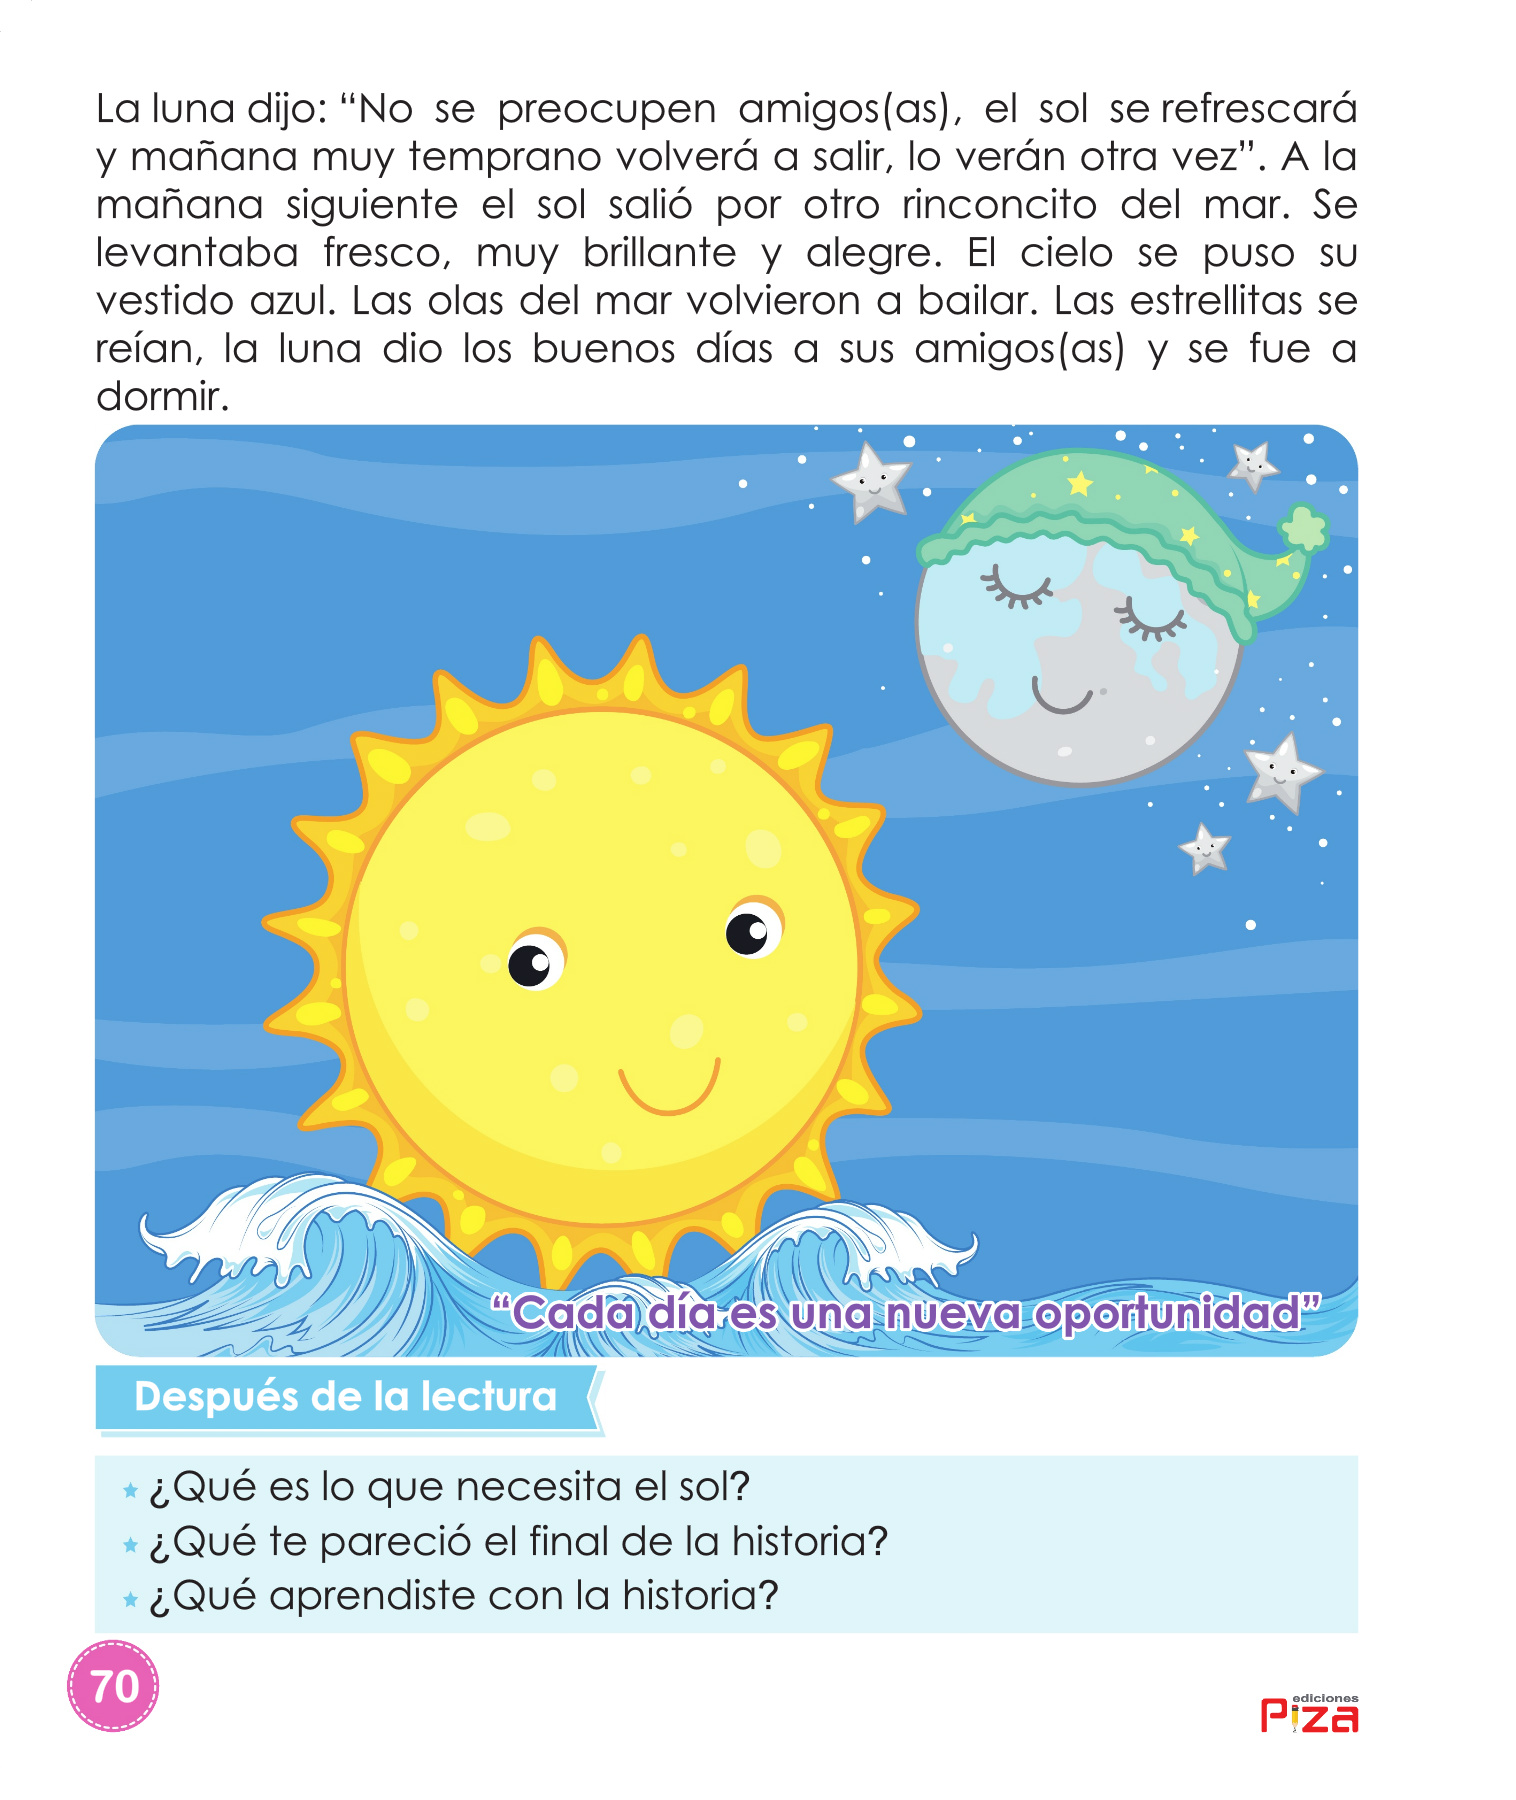 La luna dijo: “No se preocupen amigos(as), el sol se refrescará
y mañana muy temprano volverá a salir, lo verán otra vez”. A la
mañana siguiente el sol salió por otro rinconcito del mar. Se
levantaba fresco, muy brillante y alegre. El cielo se puso su
vestido azul. Las olas del mar volvieron a bailar. Las estrellitas se
reían, la luna dio los buenos días a sus amigos(as) y se fue a
dormir.
“Cada día es una nueva oportunidad”
Después de la lectura
¿Qué es lo que necesita el sol?
¿Qué te pareció el final de la historia?
¿Qué aprendiste con la historia?
70
ediciones
Piza